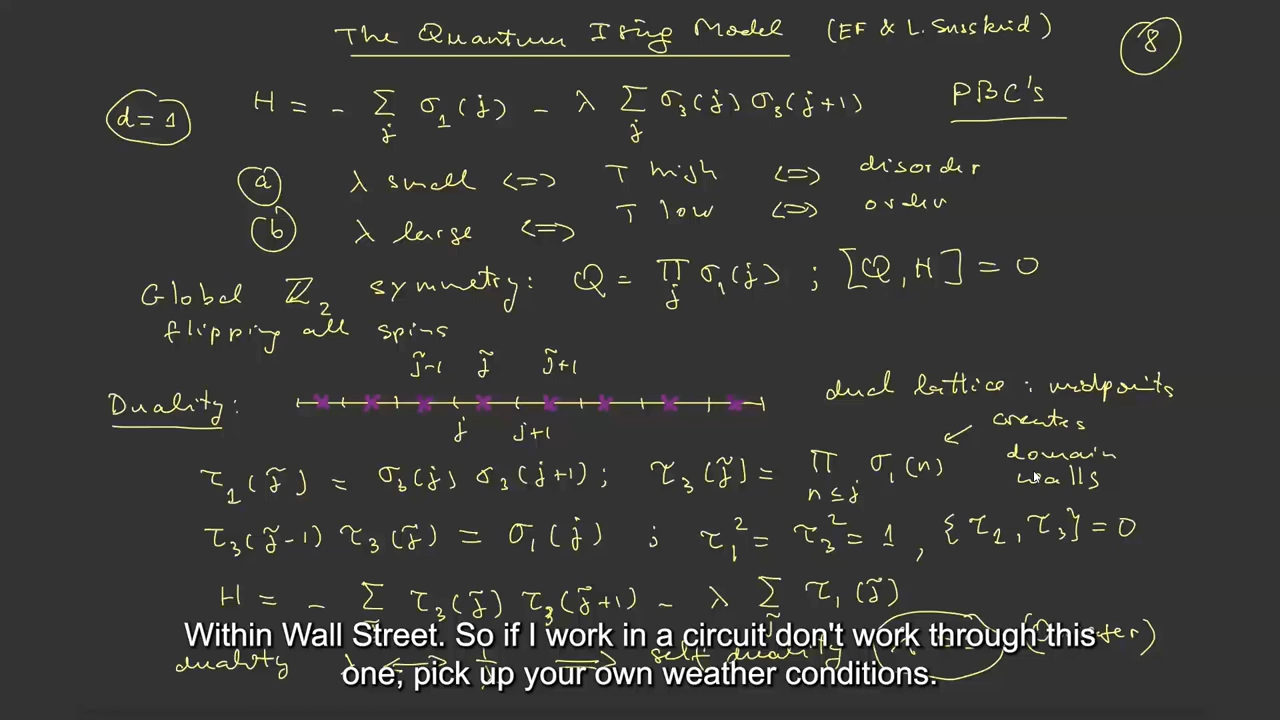 The Quantum Ising Model (EF & L. Susskind) 8
d=1 H = - Σ_j σ₁(j) - λ Σ_j σ₃(j) σ₃(j+1) PBC's
a λ small <=> T high <=> disorder
b λ large <=> T low <=> order
Global ℤ₂ symmetry: Q = ∏_j σ₁(j) ; [Q, H] = 0
flipping all spins
j̃-1 j̃ j̃+1
Duality: dual lattice: midpoints
j j+1
creates domain walls
τ₁(j̃) = σ₃(j) σ₃(j+1); τ₃(j̃) = ∏_{n≤j} σ₁(n)
τ₃(j̃-1) τ₃(j̃) = σ₁(j) ; τ₁² = τ₃² = 1, {τ₁, τ₃} = 0
H = - Σ τ₃(j̃) τ₃(j̃+1) - λ Σ τ₁(j̃)
duality λ ↔ 1 ⟹ self duality
Within Wall Street. So if I work in a circuit don't work through this
one, pick up your own weather conditions.